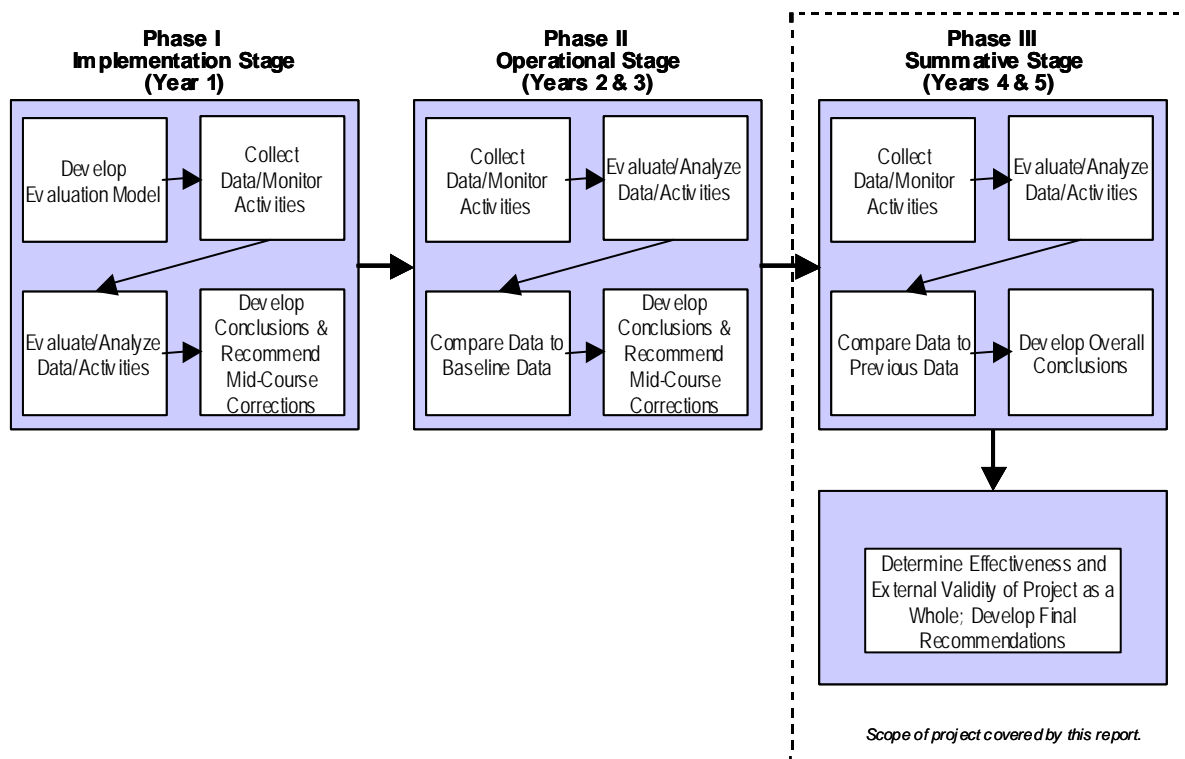 Phase I
Implementation Stage
(Year 1)
Develop
Evaluation Model
Collect
Data/Monitor
Activities
Evaluate/Analyze
Data/Activities
Develop
Conclusions &
Recommend
Mid-Course
Corrections
Phase II
Operational Stage
(Years 2 & 3)
Collect
Data/Monitor
Activities
Evaluate/Analyze
Data/Activities
Compare Data to
Baseline Data
Develop
Conclusions &
Recommend
Mid-Course
Corrections
Phase III
Summative Stage
(Years 4 & 5)
Collect
Data/Monitor
Activities
Evaluate/Analyze
Data/Activities
Compare Data to
Previous Data
Develop Overall
Conclusions
Determine Effectiveness and
External Validity of Project as a
Whole; Develop Final
Recommendations
Scope of project covered by this report.